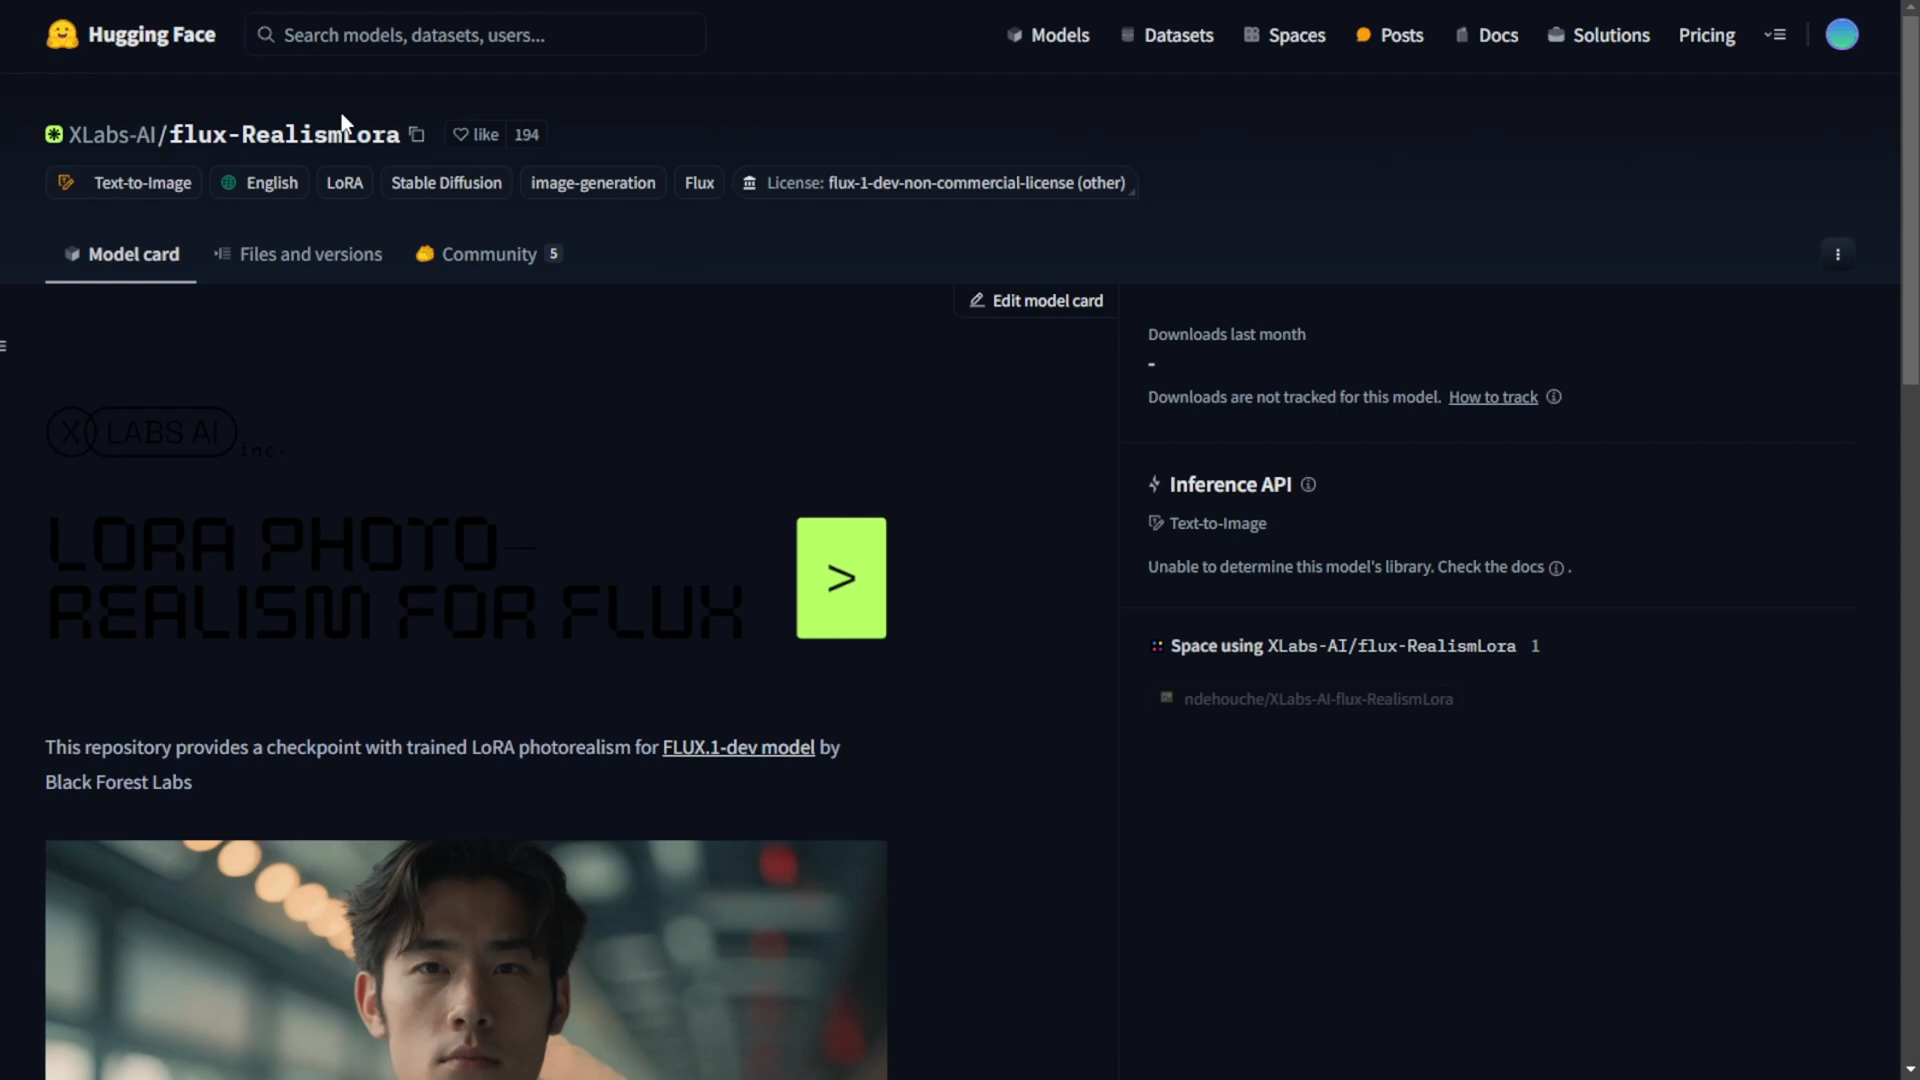 Hugging Face
Search models, datasets, users...
Models
Datasets
Spaces
Posts
Docs
Solutions
Pricing
XLabs-AI/flux-RealismLora
like 194
Text-to-Image
English
LoRA
Stable Diffusion
image-generation
Flux
License: flux-1-dev-non-commercial-license (other)
Model card
Files and versions
Community 5
Edit model card
X LABS AI inc.
LORA PHOTO-
REALISM FOR FLUX
>
This repository provides a checkpoint with trained LoRA photorealism for FLUX.1-dev model by
Black Forest Labs
Downloads last month
-
Downloads are not tracked for this model. How to track
Inference API
Text-to-Image
Unable to determine this model's library. Check the docs .
Space using XLabs-AI/flux-RealismLora 1
ndehouche/XLabs-AI-flux-RealismLora